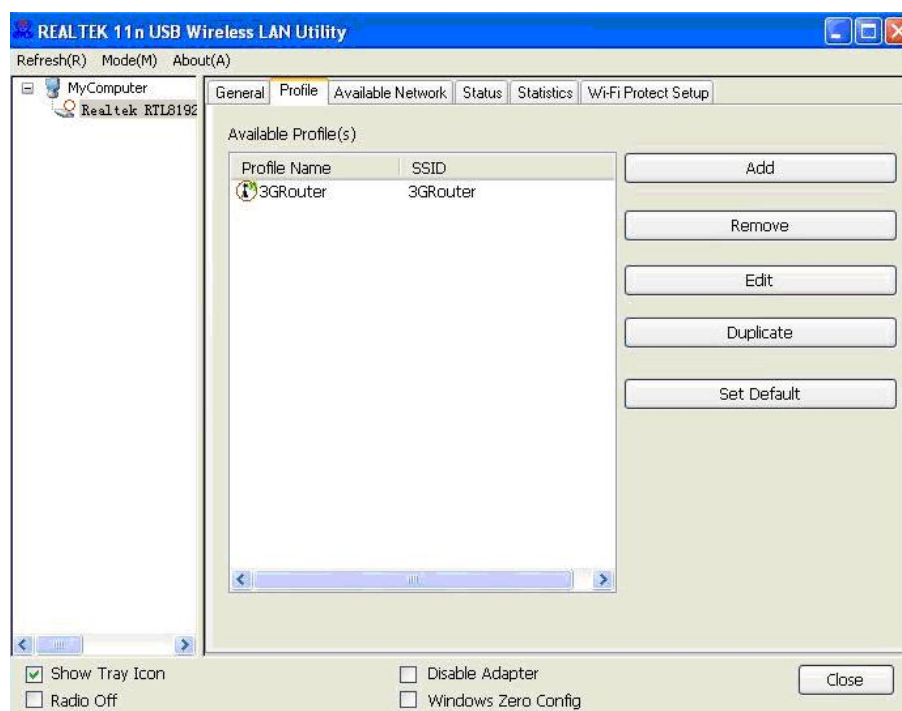 REALTEK 11n USB Wireless LAN Utility
Refresh(R) Mode(M) About(A)
MyComputer
Realtek RTL8192
General Profile Available Network Status Statistics Wi-Fi Protect Setup
Available Profile(s)
Profile Name SSID
3GRouter 3GRouter
Add
Remove
Edit
Duplicate
Set Default
Show Tray Icon
Radio Off
Disable Adapter
Windows Zero Config
Close